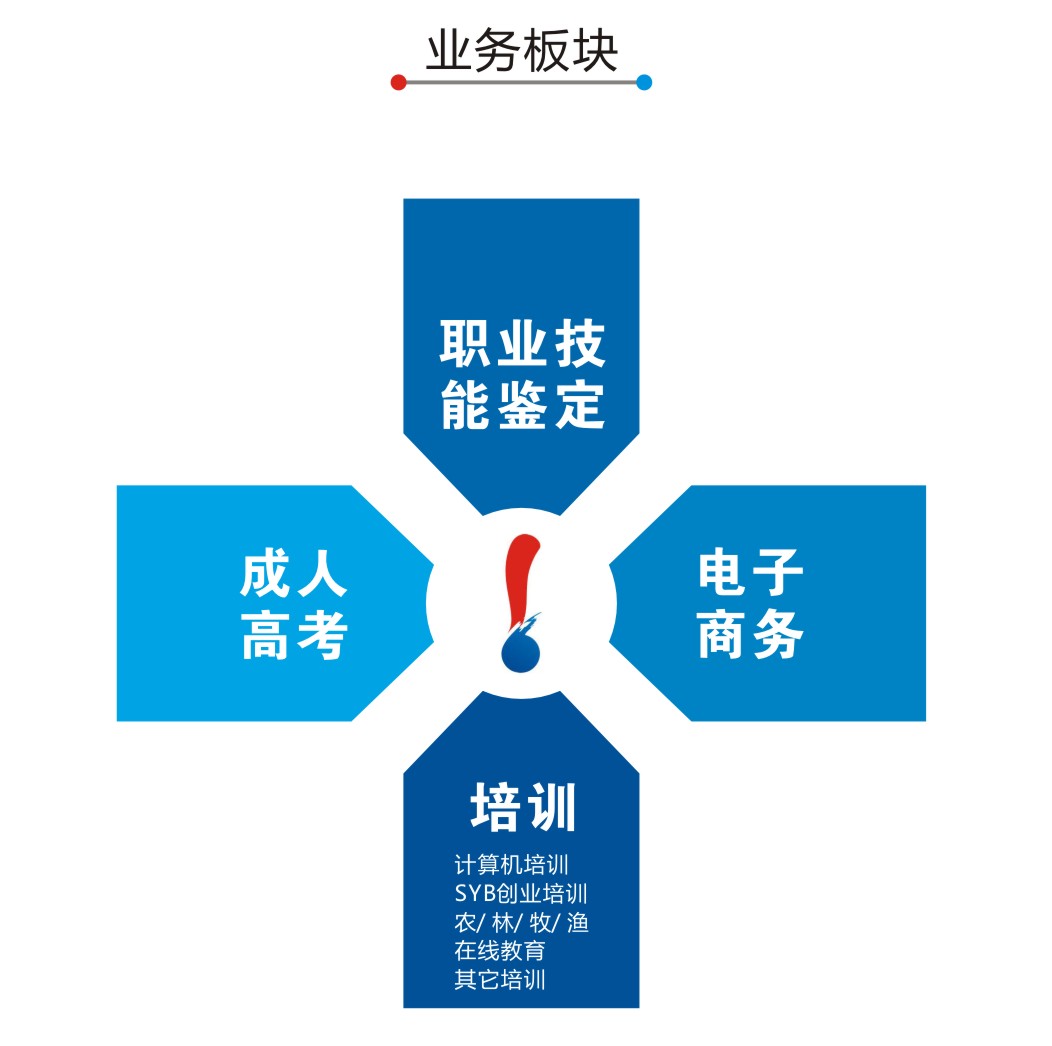 业务板块
职业技
能鉴定
成人
高考
电子
商务
培训
计算机培训
SYB创业培训
农/林/牧/渔
在线教育
其它培训